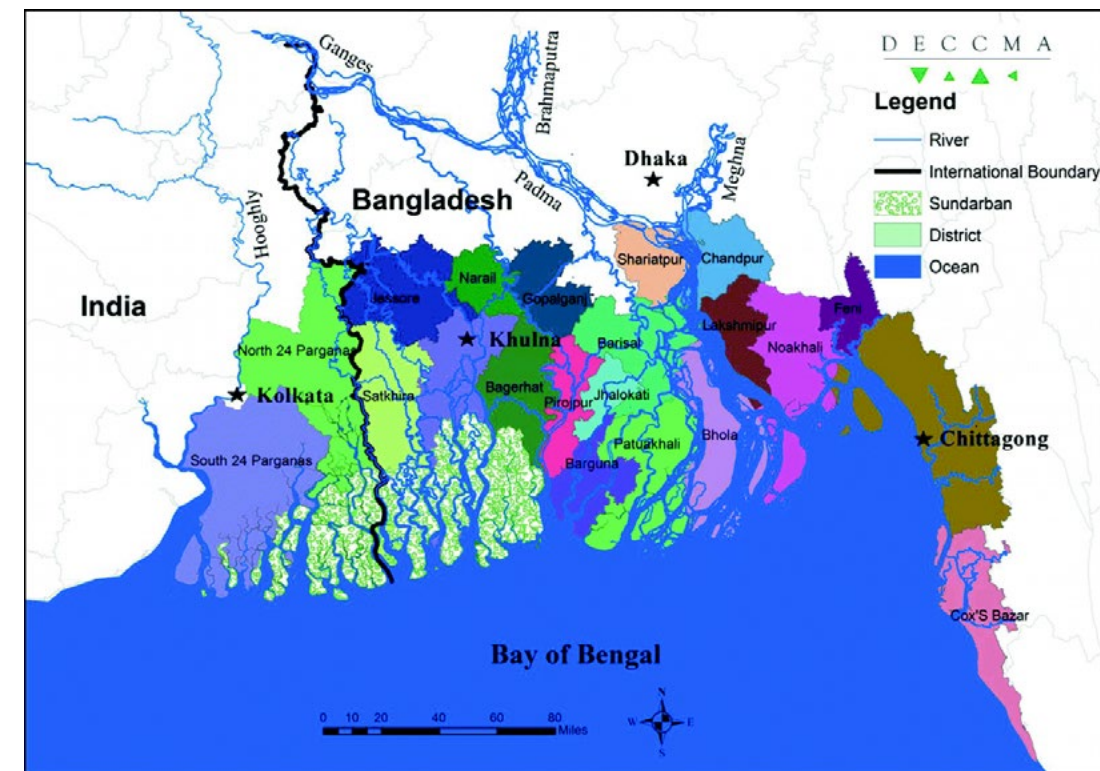 DECCMA
Legend
River
International Boundary
Sundarban
District
Ocean
Ganges
Brahmaputra
Padma
Dhaka
Meghna
Hooghly
Bangladesh
India
Shariatpur
Chandpur
Jessore
Narail
Gopalganj
Feni
Lakshmipur
Noakhali
Khulna
Barisal
North 24 Parganas
Kolkata
Satkhira
Bagerhat
Pirojpur
Jhalokati
Bhola
Patuakhali
Barguna
Chittagong
South 24 Parganas
Cox'S Bazar
Bay of Bengal
0 10 20 40 60 80
Miles
N
W E
S